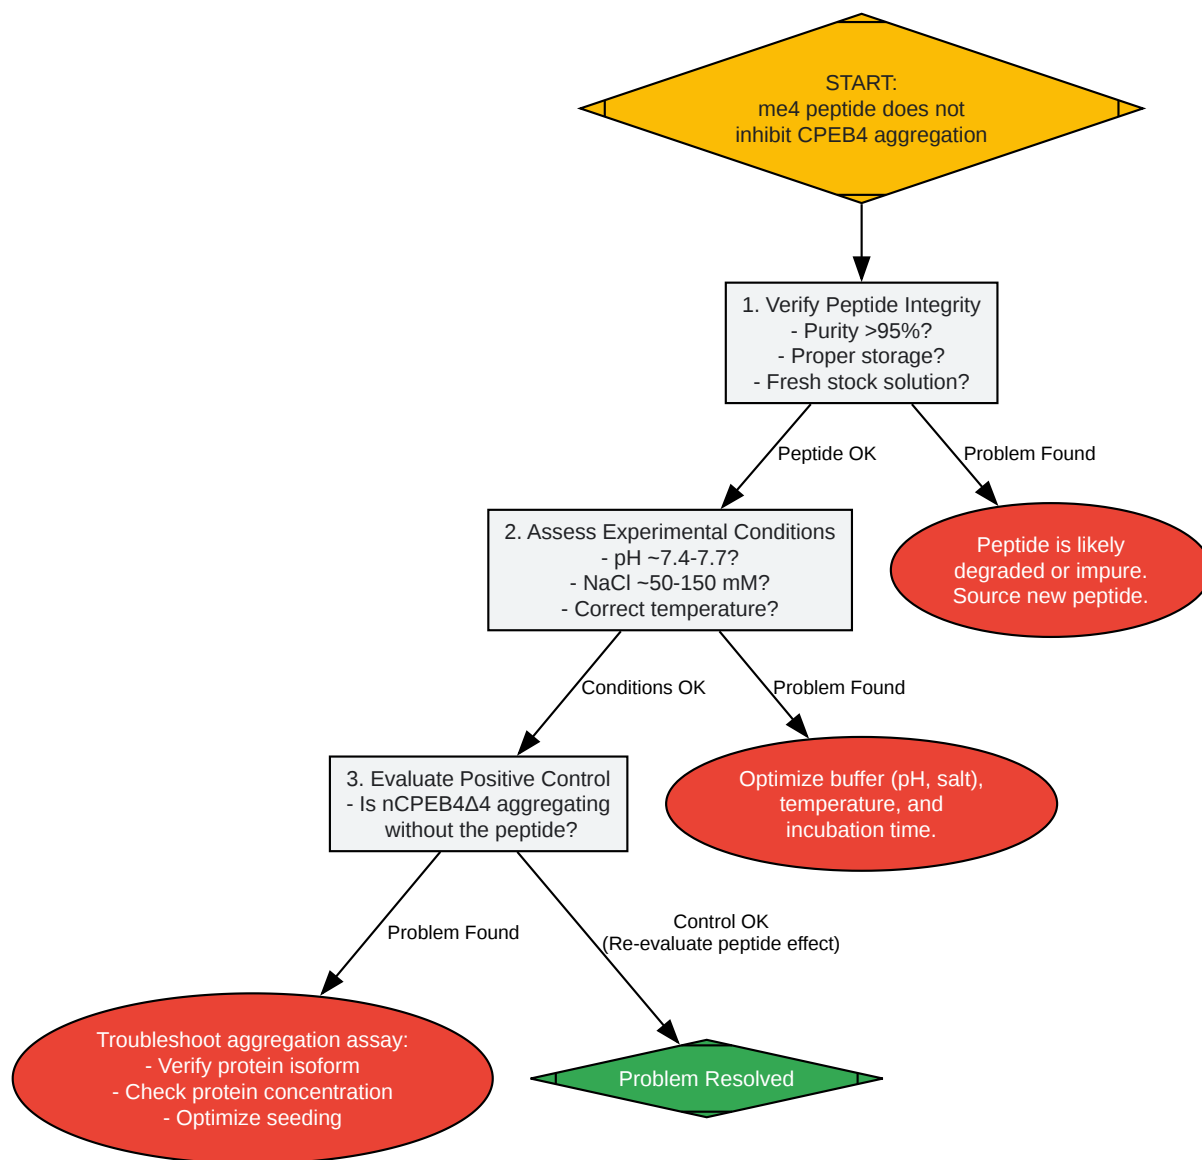 START:
me4 peptide does not
inhibit CPEB4 aggregation
1. Verify Peptide Integrity
- Purity >95%?
- Proper storage?
- Fresh stock solution?
Peptide OK
Problem Found
2. Assess Experimental Conditions
- pH ~7.4-7.7?
- NaCl ~50-150 mM?
- Correct temperature?
Peptide is likely
degraded or impure.
Source new peptide.
Conditions OK
Problem Found
3. Evaluate Positive Control
- Is nCPEB4Δ4 aggregating
without the peptide?
Optimize buffer (pH, salt),
temperature, and
incubation time.
Problem Found
Control OK
(Re-evaluate peptide effect)
Troubleshoot aggregation assay:
- Verify protein isoform
- Check protein concentration
- Optimize seeding
Problem Resolved